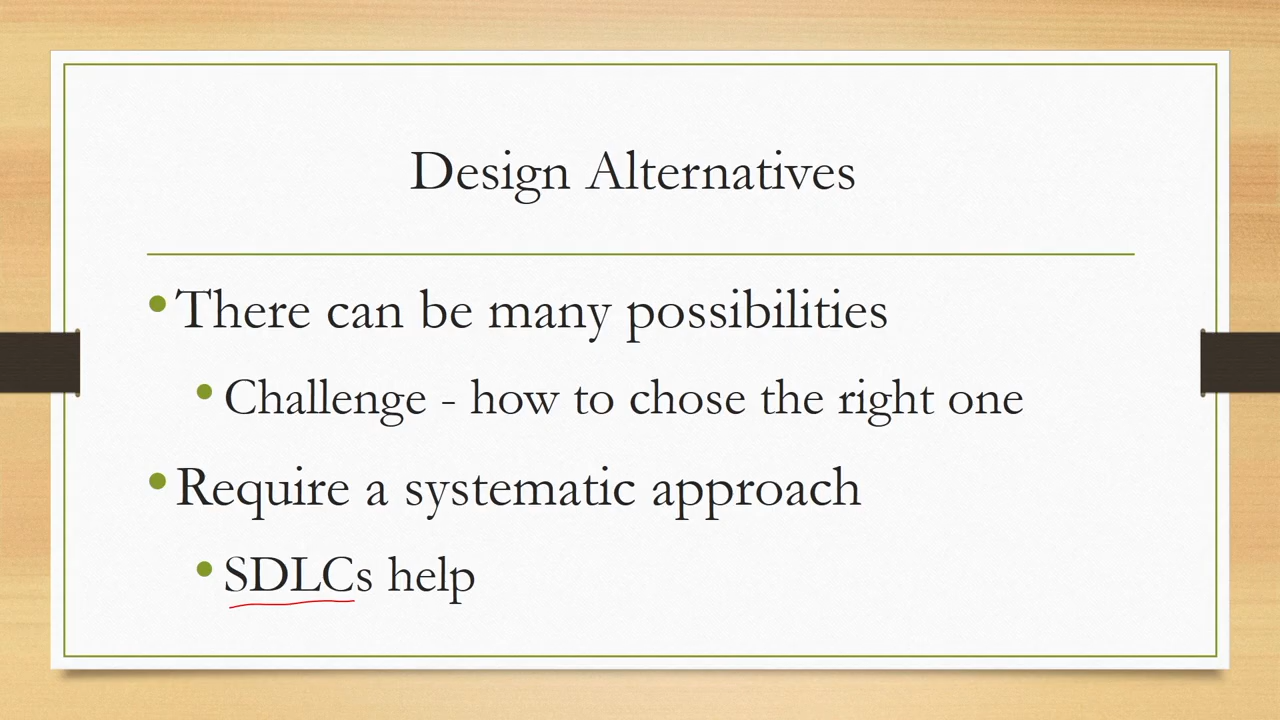 Design Alternatives
• There can be many possibilities
• Challenge - how to chose the right one
• Require a systematic approach
• SDLCs help